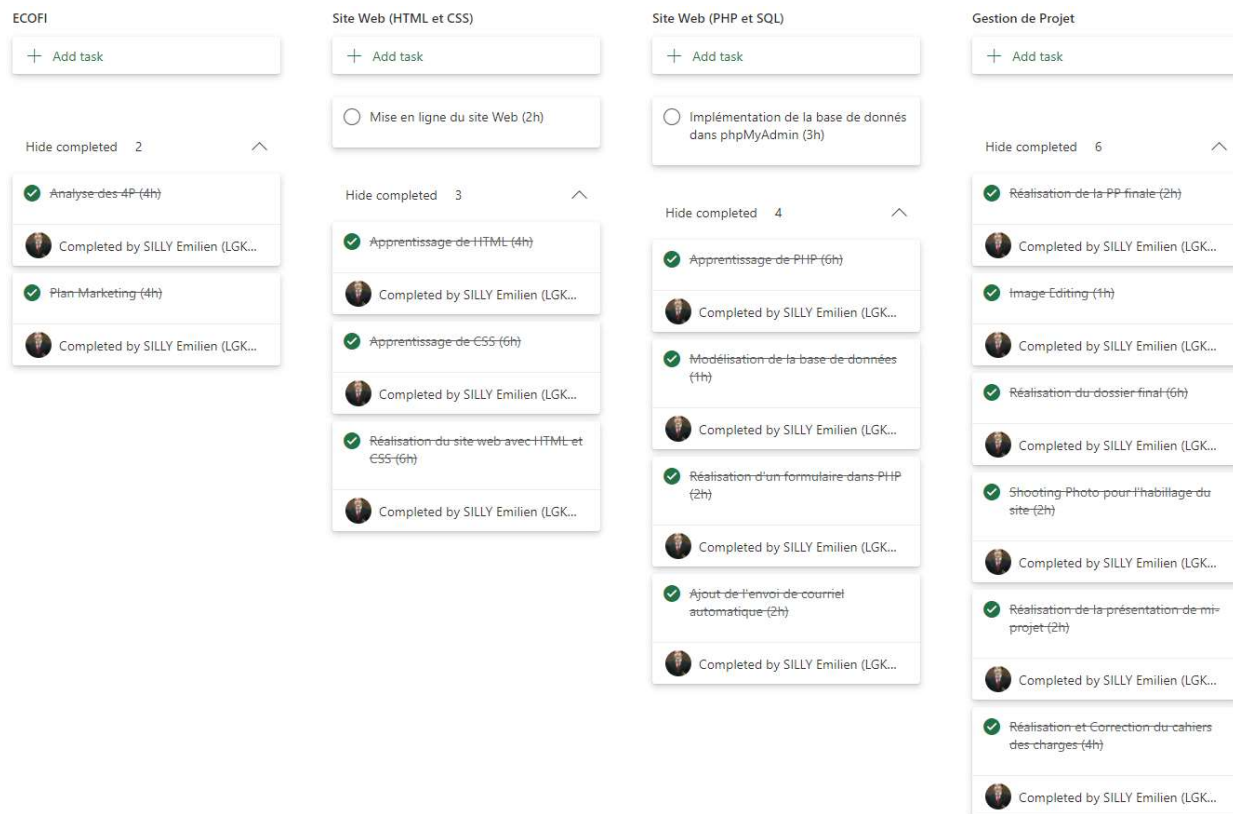 ECOFI
+ Add task
Hide completed 2
Analyse des 4P (4h)
Completed by SILLY Emilien (LGK...
Plan Marketing (4h)
Completed by SILLY Emilien (LGK...
Site Web (HTML et CSS)
+ Add task
Mise en ligne du site Web (2h)
Hide completed 3
Apprentissage de HTML (4h)
Completed by SILLY Emilien (LGK...
Apprentissage de CSS (6h)
Completed by SILLY Emilien (LGK...
Réalisation du site web avec HTML et
CSS (6h)
Completed by SILLY Emilien (LGK...
Site Web (PHP et SQL)
+ Add task
Implémentation de la base de donnés
dans phpMyAdmin (3h)
Hide completed 4
Apprentissage de PHP (6h)
Completed by SILLY Emilien (LGK...
Modélisation de la base de données
(1h)
Completed by SILLY Emilien (LGK...
Réalisation d'un formulaire dans PHP
(2h)
Completed by SILLY Emilien (LGK...
Ajout de l'envoi de courriel
automatique (2h)
Completed by SILLY Emilien (LGK...
Gestion de Projet
+ Add task
Hide completed 6
Réalisation de la PP finale (2h)
Completed by SILLY Emilien (LGK...
Image Editing (1h)
Completed by SILLY Emilien (LGK...
Réalisation du dossier final (6h)
Completed by SILLY Emilien (LGK...
Shooting Photo pour l'habillage du
site (2h)
Completed by SILLY Emilien (LGK...
Réalisation de la présentation de mi-
projet (2h)
Completed by SILLY Emilien (LGK...
Réalisation et Correction du cahiers
des charges (4h)
Completed by SILLY Emilien (LGK...